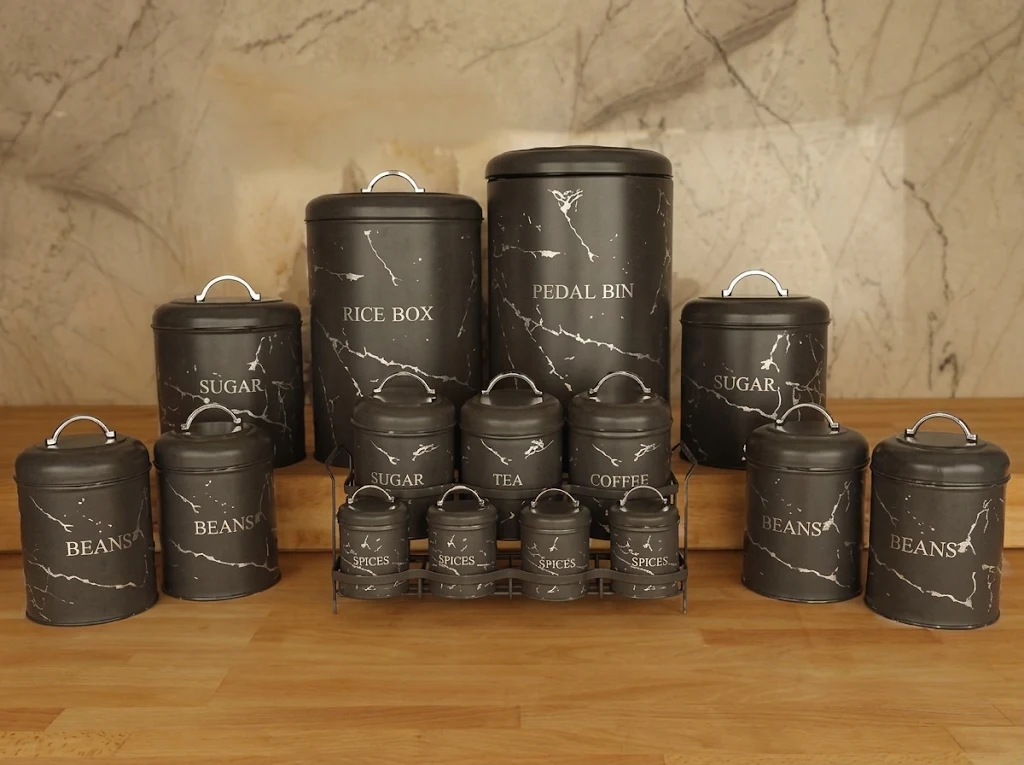 PEDAL BIN
RICE BOX
SUGAR
SUGAR
SUGAR
TEA
COFFEE
BEANS
BEANS
BEANS
BEANS
SPICES
SPICES
SPICES
SPICES